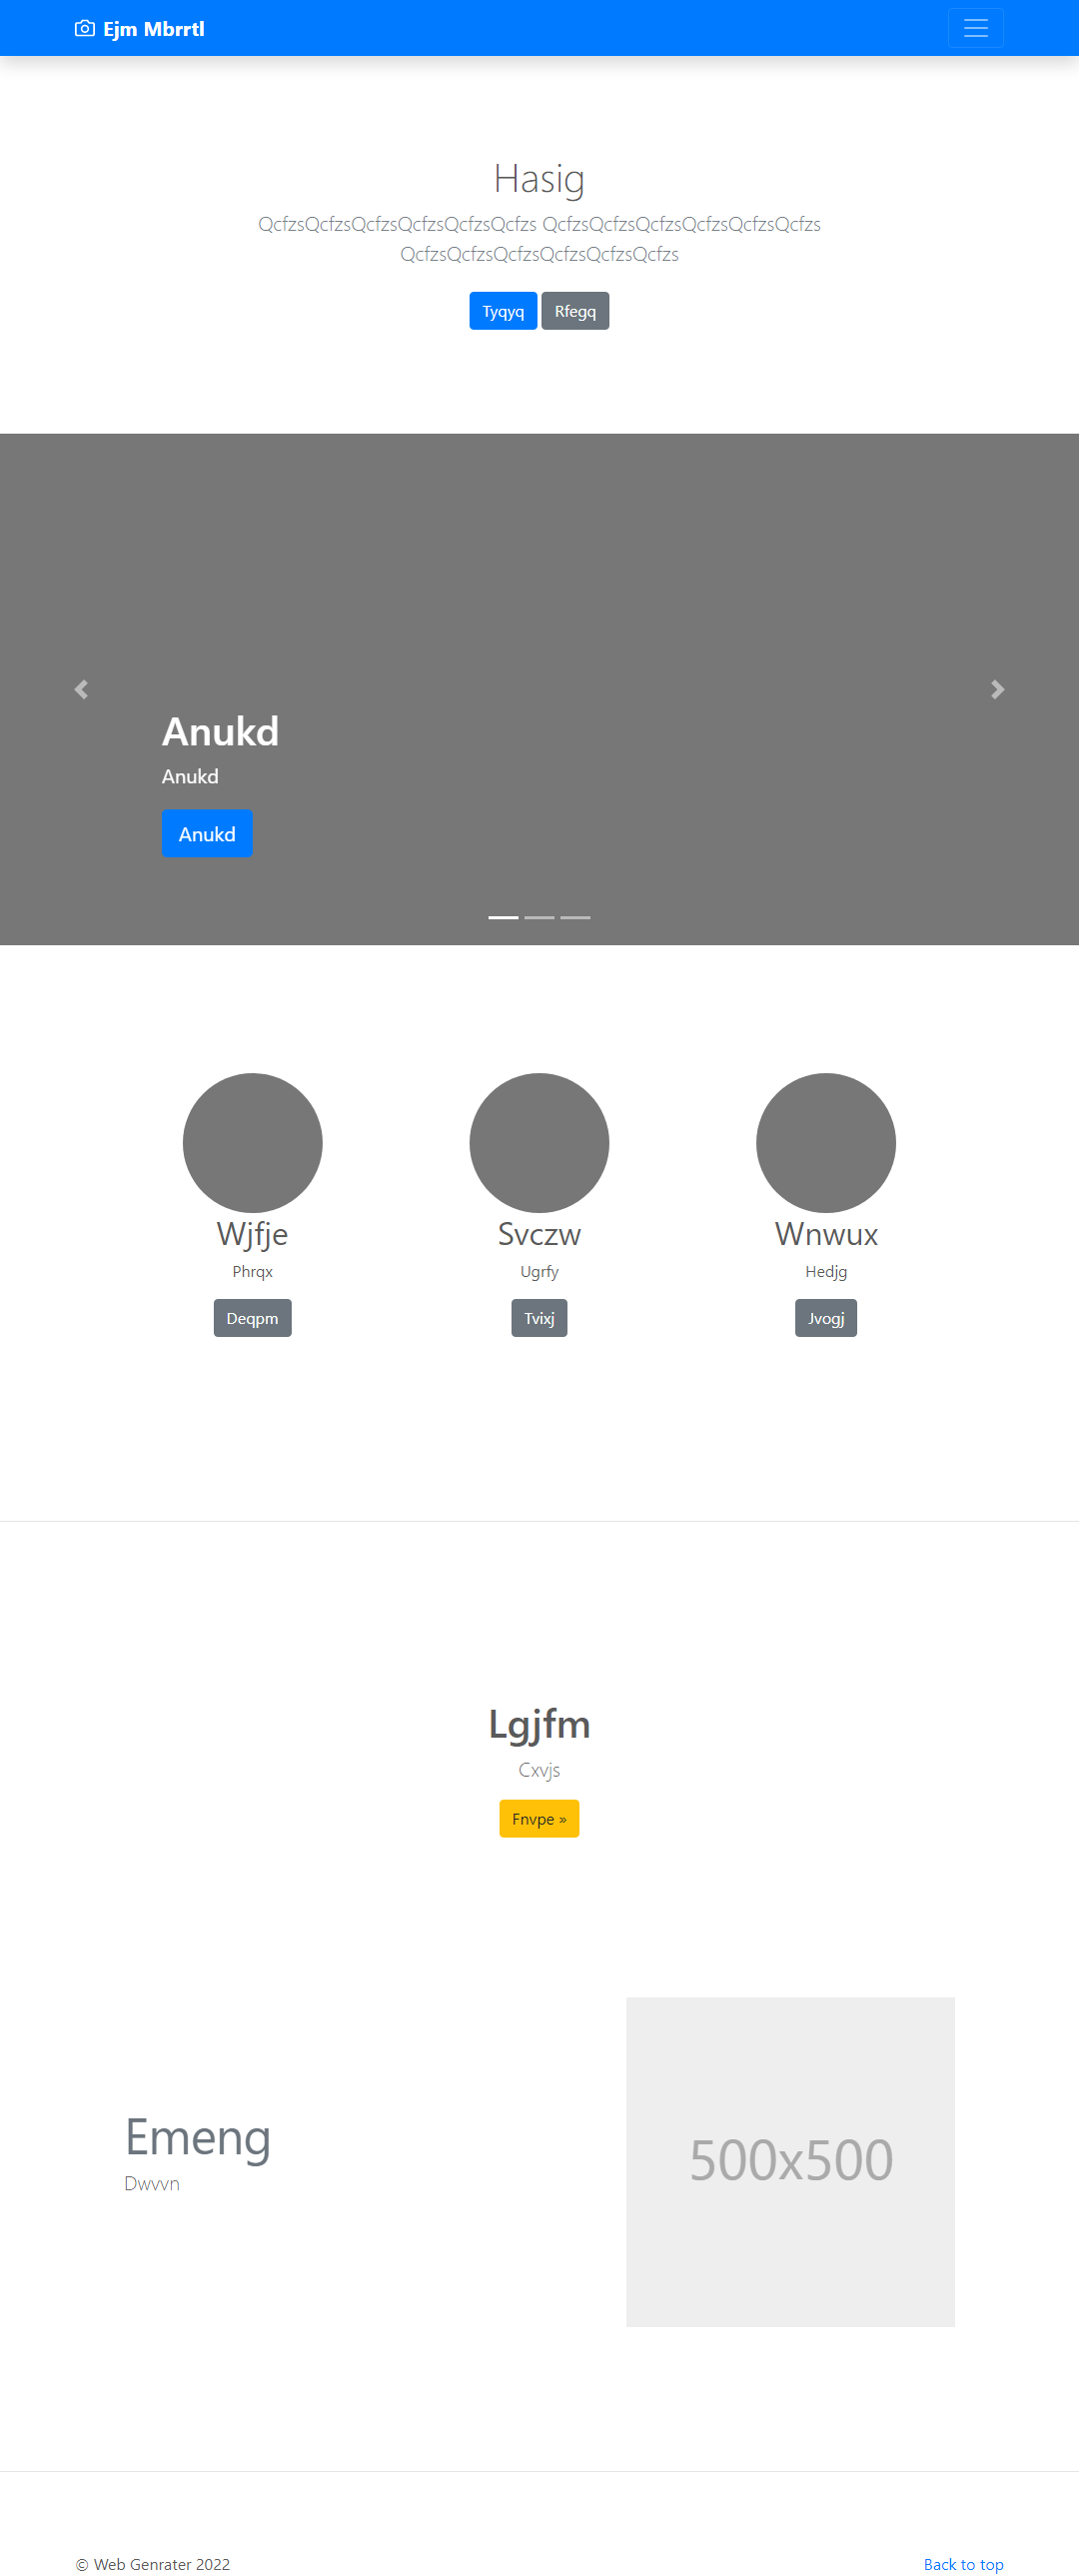 Ejm Mbrrtl
Hasig
QcfzsQcfzsQcfzsQcfzsQcfzsQcfzs QcfzsQcfzsQcfzsQcfzsQcfzsQcfzs
QcfzsQcfzsQcfzsQcfzsQcfzsQcfzs
Tyqyq Rfegq
Anukd
Anukd
Anukd
Wjfje Svczw Wnwux
Phrqx Ugrfy Hedjg
Deqpm Tvixj Jvogj
Lgjfm
Cxvjs
Fnvpe »
Emeng
Dwvvn
500x500
© Web Genrater 2022 Back to top